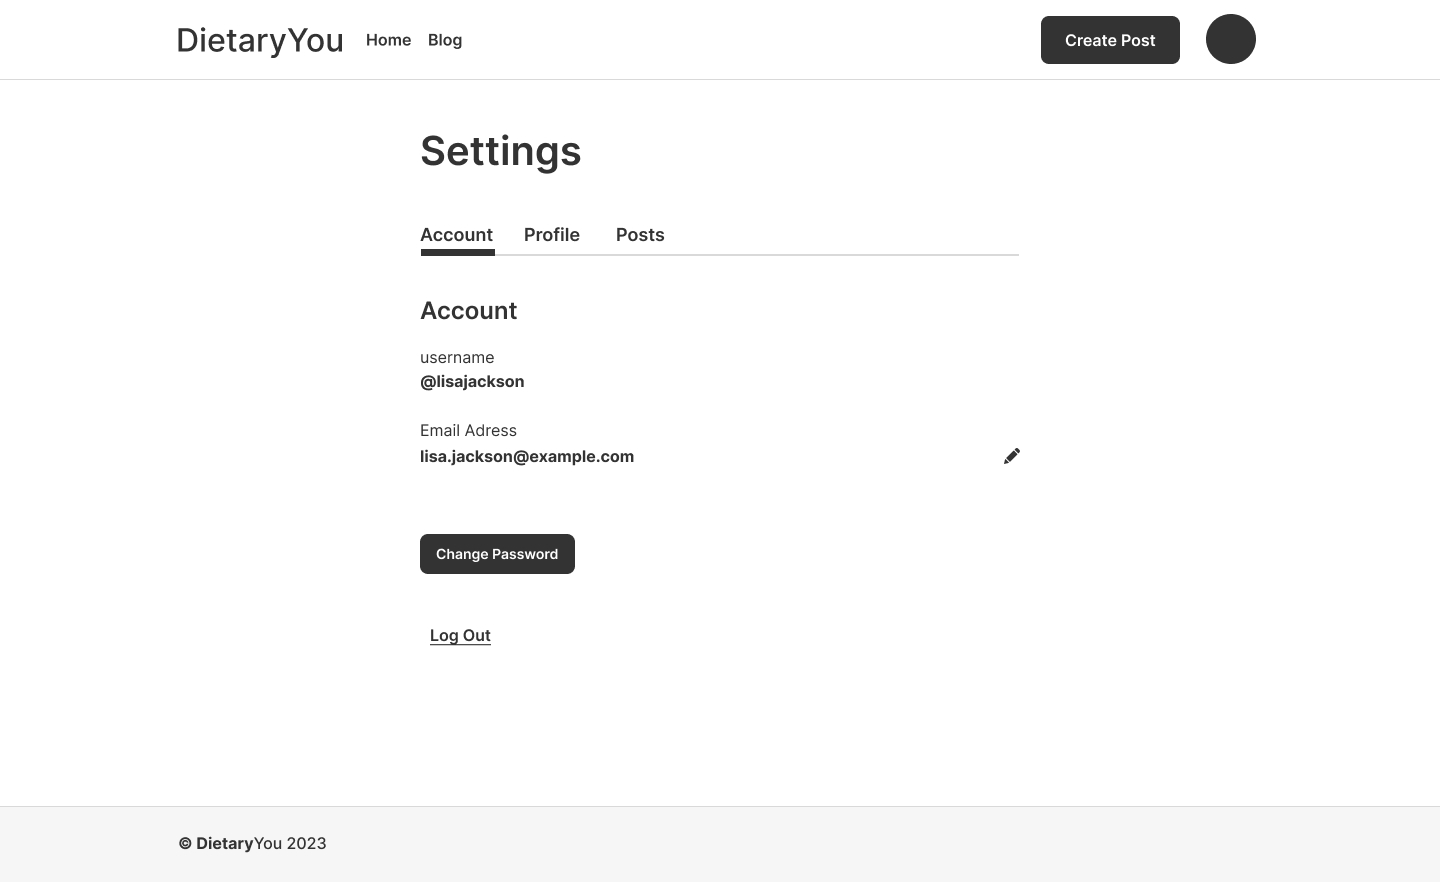 DietaryYou Home Blog Create Post
Settings
Account Profile Posts
Account
username
@lisajackson
Email Adress
lisa.jackson@example.com
Change Password
Log Out
© DietaryYou 2023